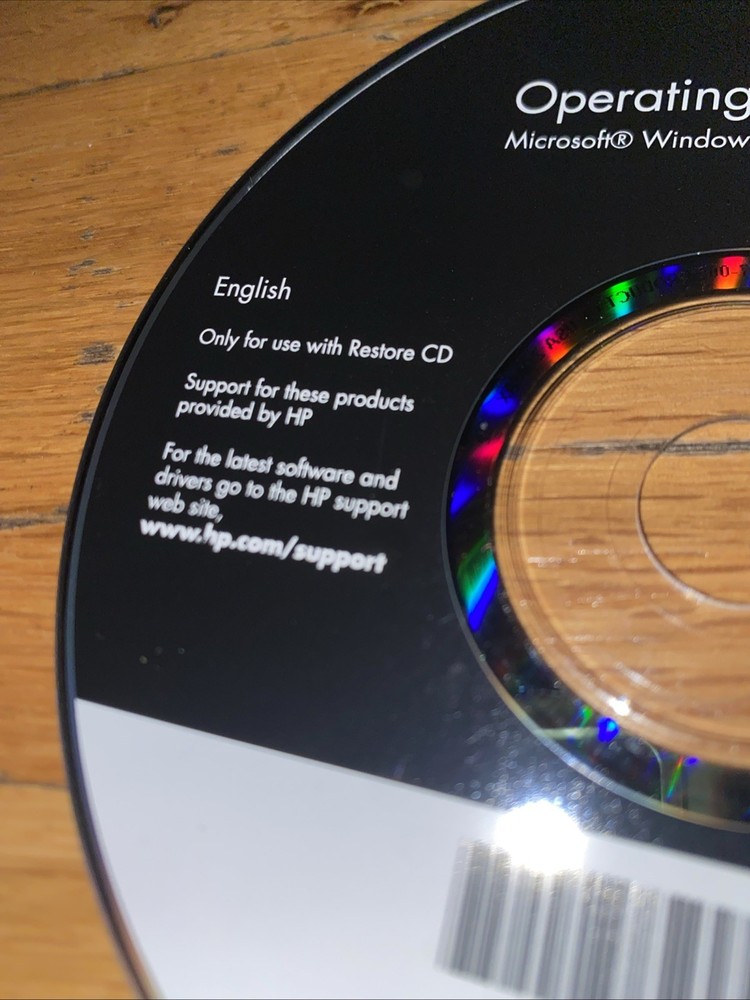 Operating
Microsoft® Window
English
Only for use with Restore CD
Support for these products
provided by HP
For the latest software and
drivers go to the HP support
web site,
www.hp.com/support